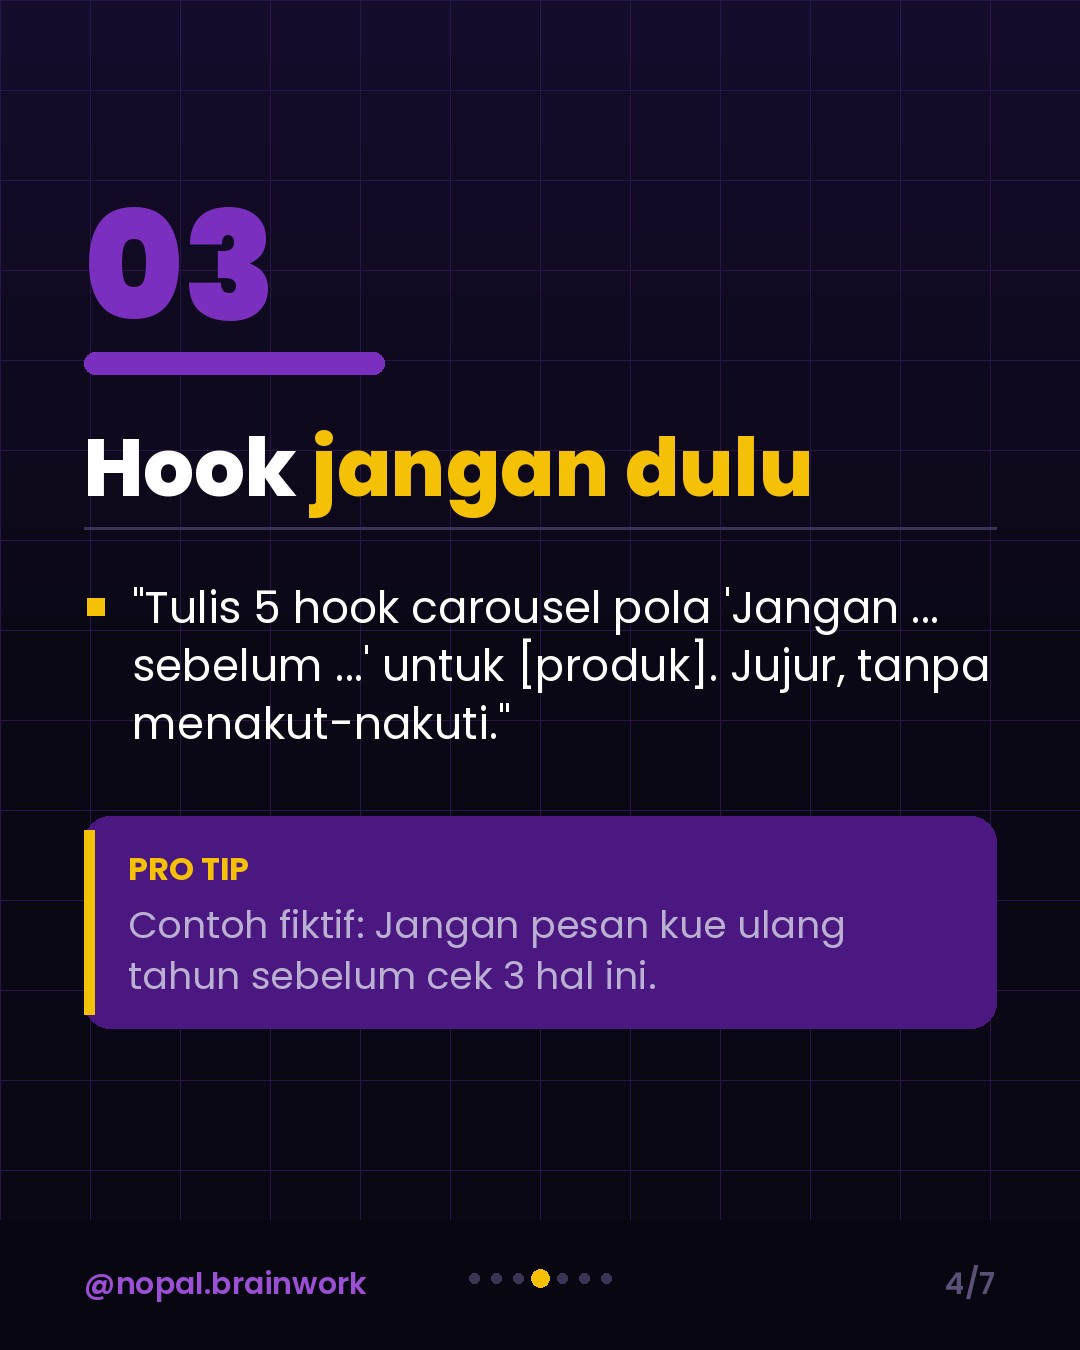 03
Hook jangan dulu
"Tulis 5 hook carousel pola 'Jangan ...
sebelum ...' untuk [produk]. Jujur, tanpa
menakut-nakuti."
PRO TIP
Contoh fiktif: Jangan pesan kue ulang
tahun sebelum cek 3 hal ini.
@nopal.brainwork
4/7